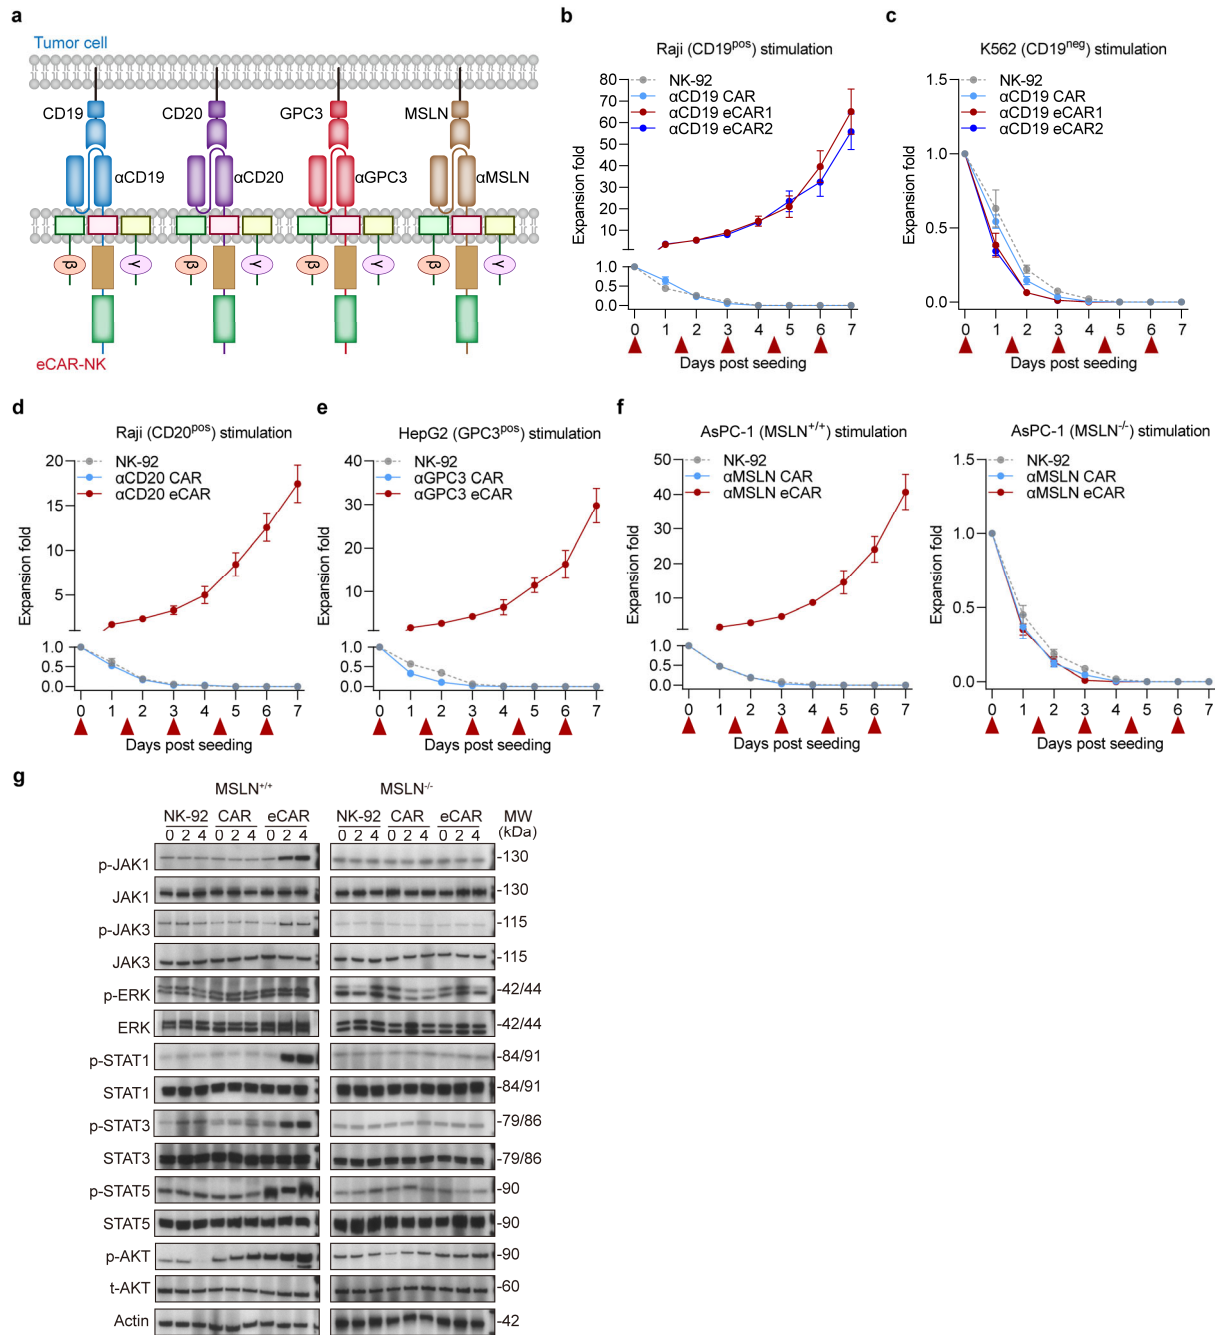 a
Tumor cell
CD19
CD20
GPC3
MSLN
αCD19
αCD20
αGPC3
αMSLN
β
γ
β
γ
β
γ
β
γ
eCAR-NK
b
Raji (CD19pos) stimulation
NK-92
αCD19 CAR
αCD19 eCAR1
αCD19 eCAR2
Expansion fold
80
70
60
50
40
30
20
10
1.0
0.5
0.0
0 1 2 3 4 5 6 7
Days post seeding
c
K562 (CD19neg) stimulation
NK-92
αCD19 CAR
αCD19 eCAR1
αCD19 eCAR2
Expansion fold
1.5
1.0
0.5
0.0
0 1 2 3 4 5 6 7
Days post seeding
d
Raji (CD20pos) stimulation
NK-92
αCD20 CAR
αCD20 eCAR
Expansion fold
20
15
10
5
1.0
0.5
0.0
0 1 2 3 4 5 6 7
Days post seeding
e
HepG2 (GPC3pos) stimulation
NK-92
αGPC3 CAR
αGPC3 eCAR
Expansion fold
40
30
20
10
1.0
0.5
0.0
0 1 2 3 4 5 6 7
Days post seeding
f
AsPC-1 (MSLN+/+) stimulation
NK-92
αMSLN CAR
αMSLN eCAR
Expansion fold
50
40
30
20
10
1.0
0.5
0.0
0 1 2 3 4 5 6 7
Days post seeding
AsPC-1 (MSLN-/-) stimulation
NK-92
αMSLN CAR
αMSLN eCAR
Expansion fold
1.5
1.0
0.5
0.0
0 1 2 3 4 5 6 7
Days post seeding
g
MSLN+/+ MSLN-/-
NK-92 CAR eCAR NK-92 CAR eCAR MW
0 2 4 0 2 4 0 2 4 0 2 4 0 2 4 0 2 4 (kDa)
p-JAK1 -130
JAK1 -130
p-JAK3 -115
JAK3 -115
p-ERK -42/44
ERK -42/44
p-STAT1 -84/91
STAT1 -84/91
p-STAT3 -79/86
STAT3 -79/86
p-STAT5 -90
STAT5 -90
p-AKT -90
t-AKT -60
Actin -42